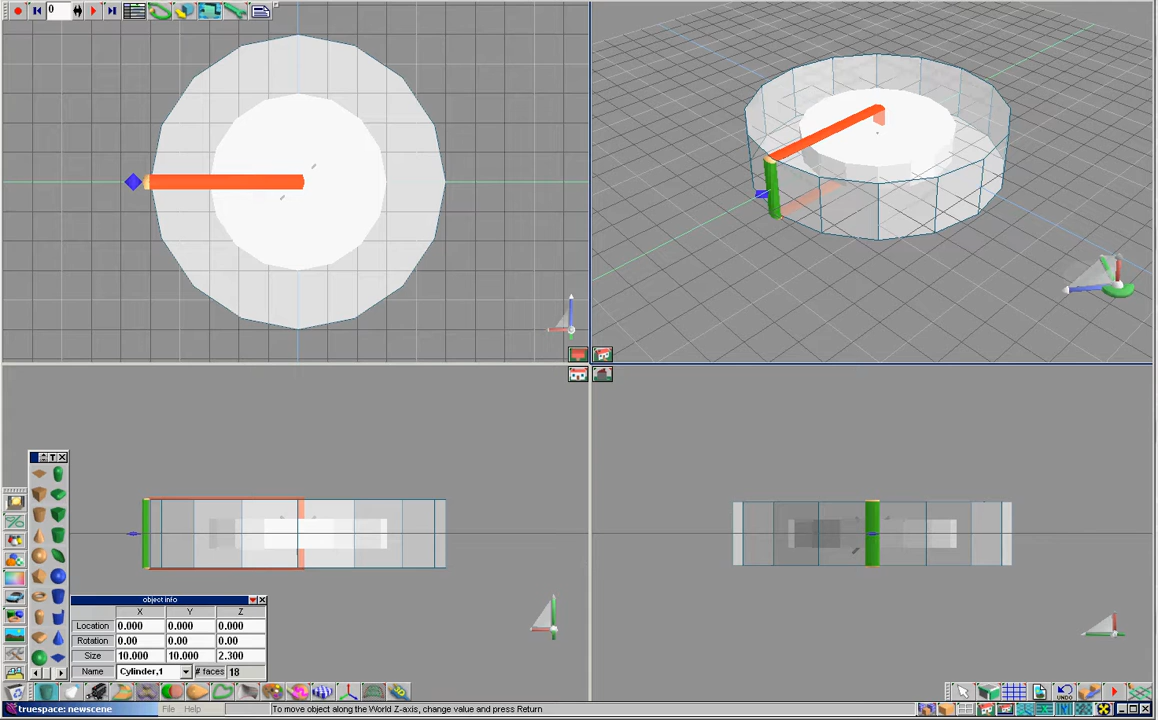 0
object info
X Y Z
Location 0.000 0.000 0.000
Rotation 0.00 0.00 0.00
Size 10.000 10.000 2.300
Name Cylinder,1 # faces 18
truespace: newscene File Help To move object along the World Z-axis, change value and press Return
T
UNDO